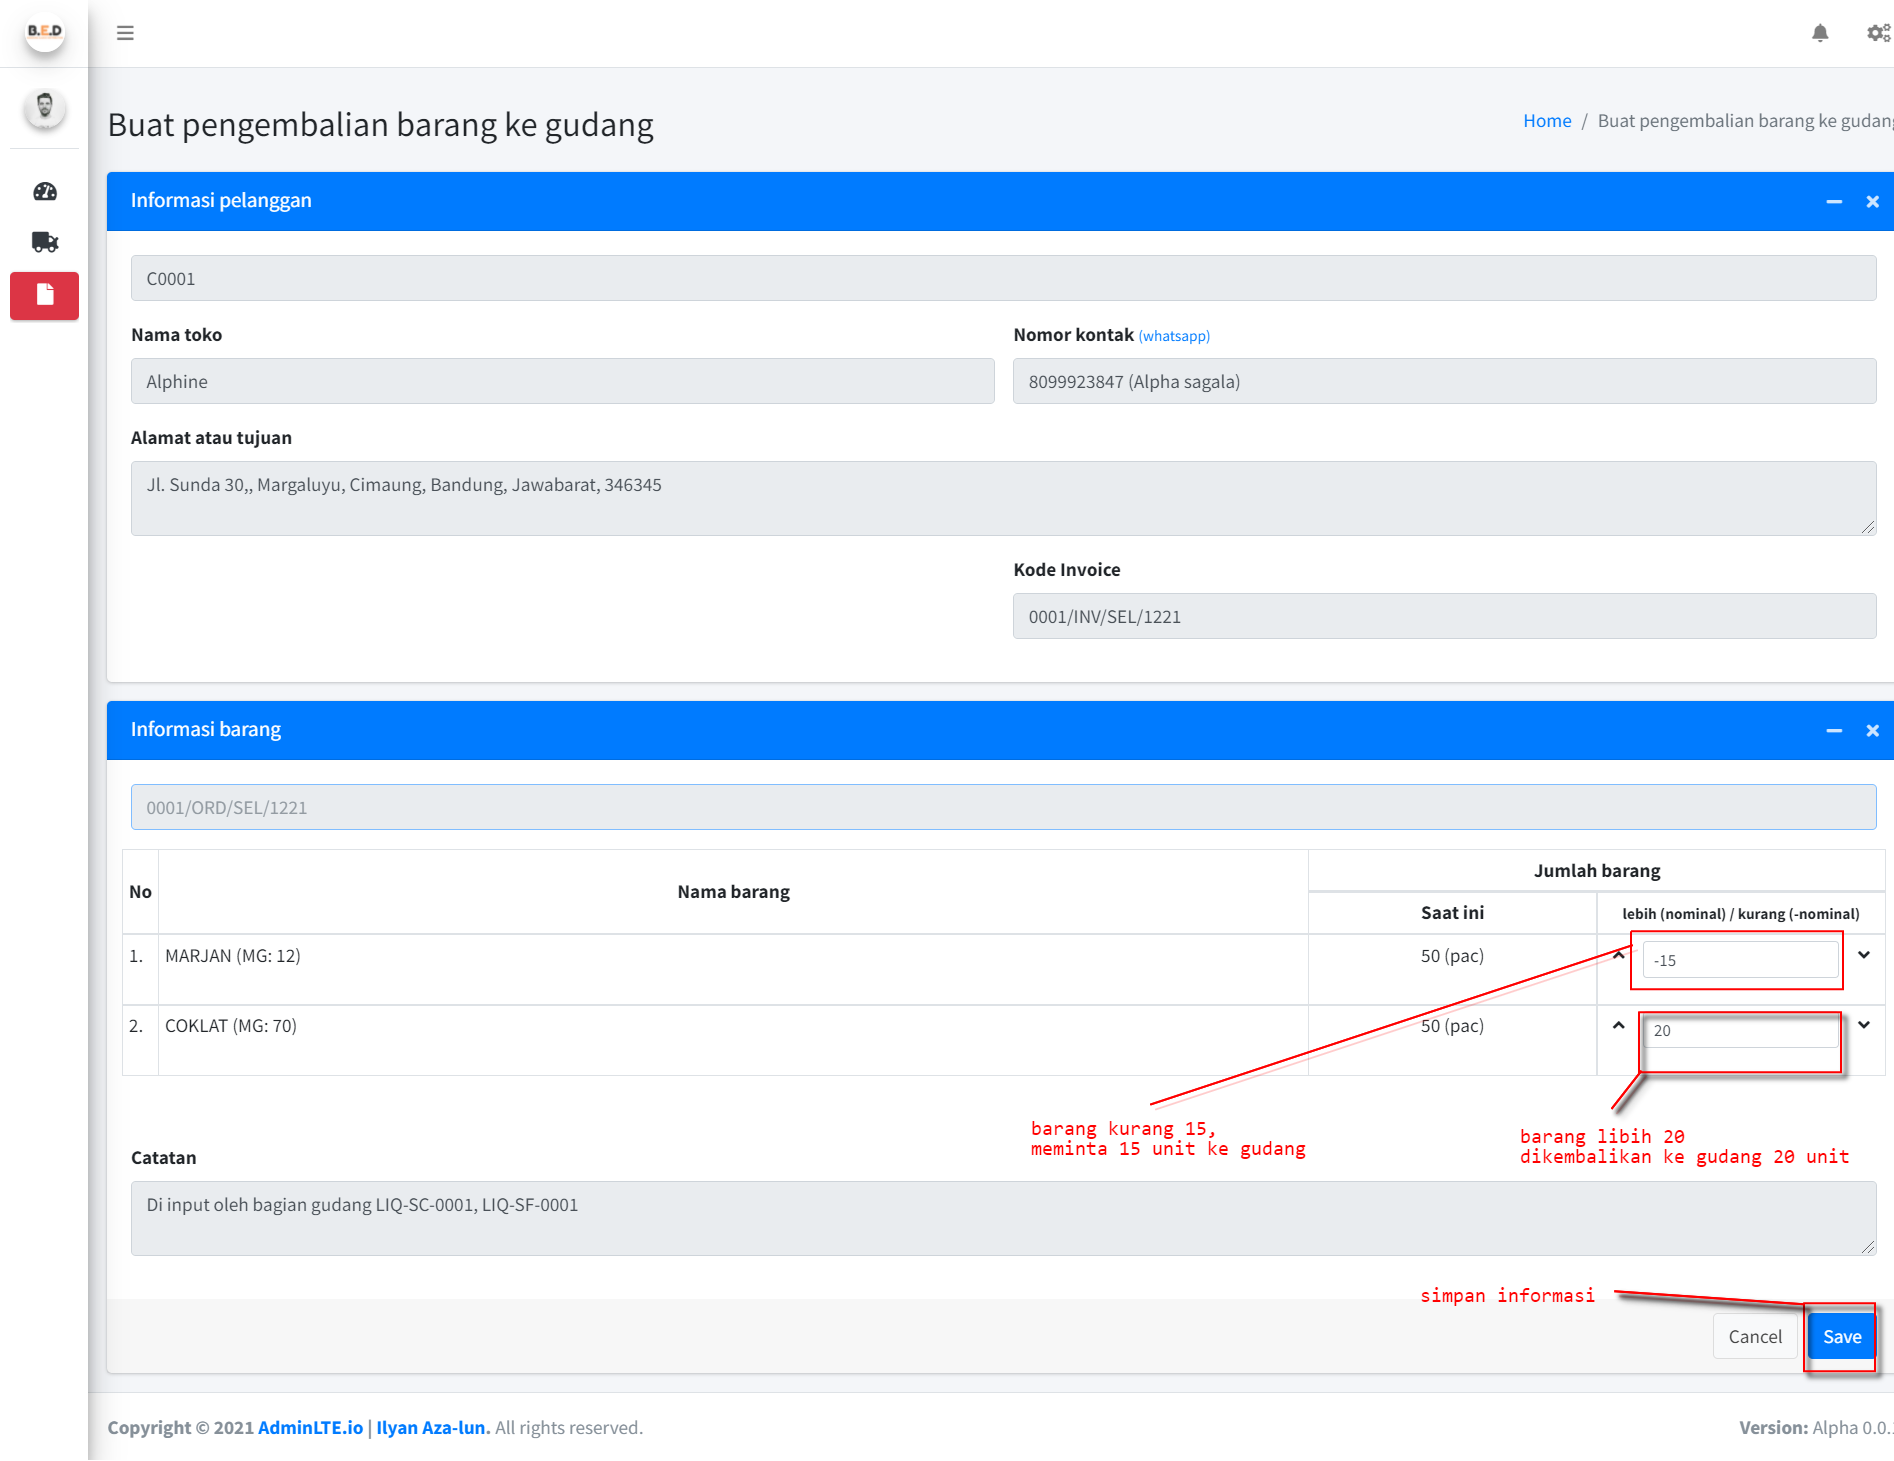 B.E.D
Buat pengembalian barang ke gudang
Home / Buat pengembalian barang ke gudang
Informasi pelanggan
C0001
Nama toko
Nomor kontak (whatsapp)
Alphine
8099923847 (Alpha sagala)
Alamat atau tujuan
Jl. Sunda 30,, Margaluyu, Cimaung, Bandung, Jawabarat, 346345
Kode Invoice
0001/INV/SEL/1221
Informasi barang
0001/ORD/SEL/1221
No
Nama barang
Jumlah barang
Saat ini
lebih (nominal) / kurang (-nominal)
1. MARJAN (MG: 12) 50 (pac) -15
2. COKLAT (MG: 70) 50 (pac) 20
barang kurang 15,
meminta 15 unit ke gudang
barang libih 20
dikembalikan ke gudang 20 unit
Catatan
Di input oleh bagian gudang LIQ-SC-0001, LIQ-SF-0001
simpan informasi
Cancel
Save
Copyright © 2021 AdminLTE.io | Ilyan Aza-lun. All rights reserved.
Version: Alpha 0.0.